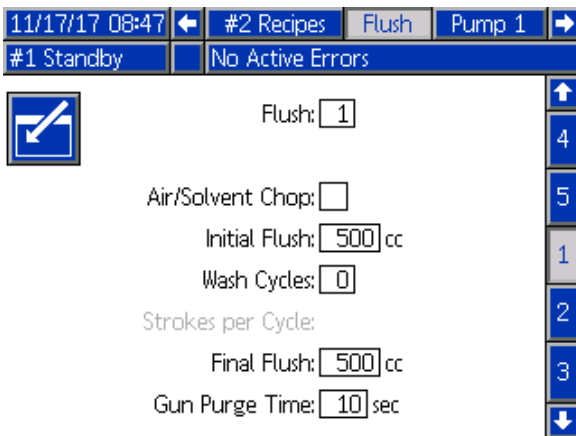 11/17/17 08:47 #2 Recipes Flush Pump 1
#1 Standby No Active Errors
Flush: 1
4
Air/Solvent Chop:
5
Initial Flush: 500 cc
1
Wash Cycles: 0
Strokes per Cycle:
2
Final Flush: 500 cc
3
Gun Purge Time: 10 sec